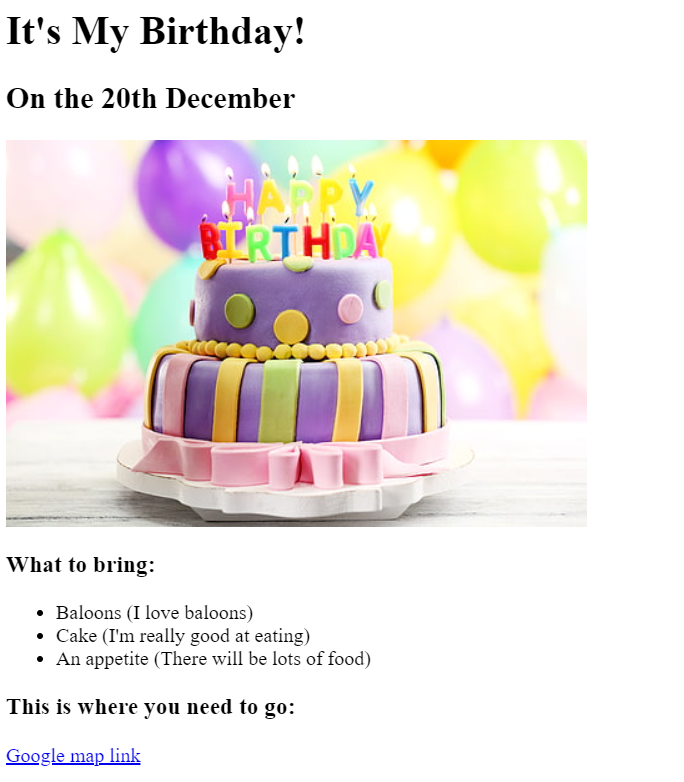 It's My Birthday!
On the 20th December
HAPPY
BIRTHDAY
What to bring:
Baloons (I love baloons)
Cake (I'm really good at eating)
An appetite (There will be lots of food)
This is where you need to go:
Google map link